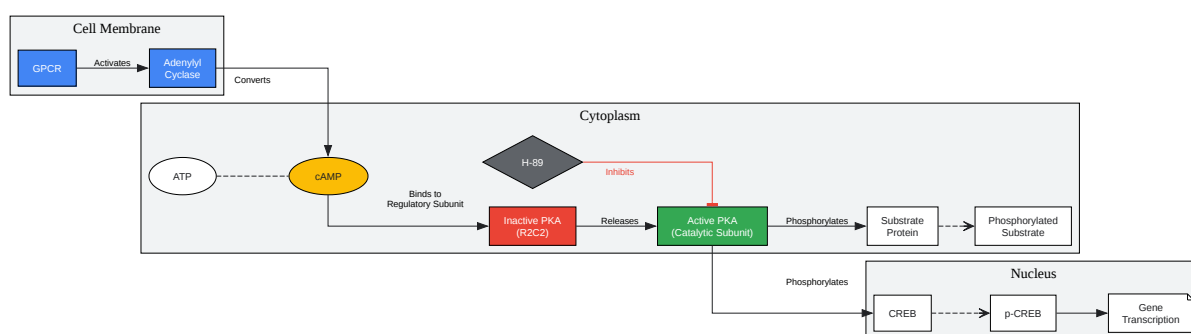 Cell Membrane
GPCR
Activates
Adenylyl
Cyclase
Converts
Cytoplasm
ATP
cAMP
H-89
Inhibits
Binds to
Regulatory Subunit
Inactive PKA
(R2C2)
Releases
Active PKA
(Catalytic Subunit)
Phosphorylates
Substrate
Protein
Phosphorylated
Substrate
Phosphorylates
Nucleus
CREB
p-CREB
Gene
Transcription